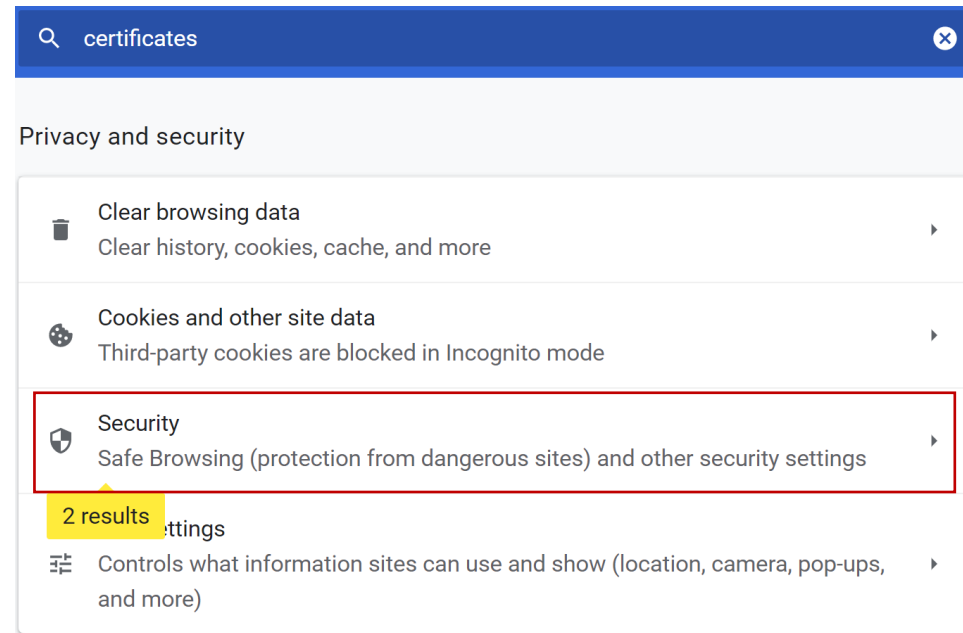 certificates
Privacy and security
Clear browsing data
Clear history, cookies, cache, and more
Cookies and other site data
Third-party cookies are blocked in Incognito mode
Security
Safe Browsing (protection from dangerous sites) and other security settings
2 results
ttings
Controls what information sites can use and show (location, camera, pop-ups,
and more)